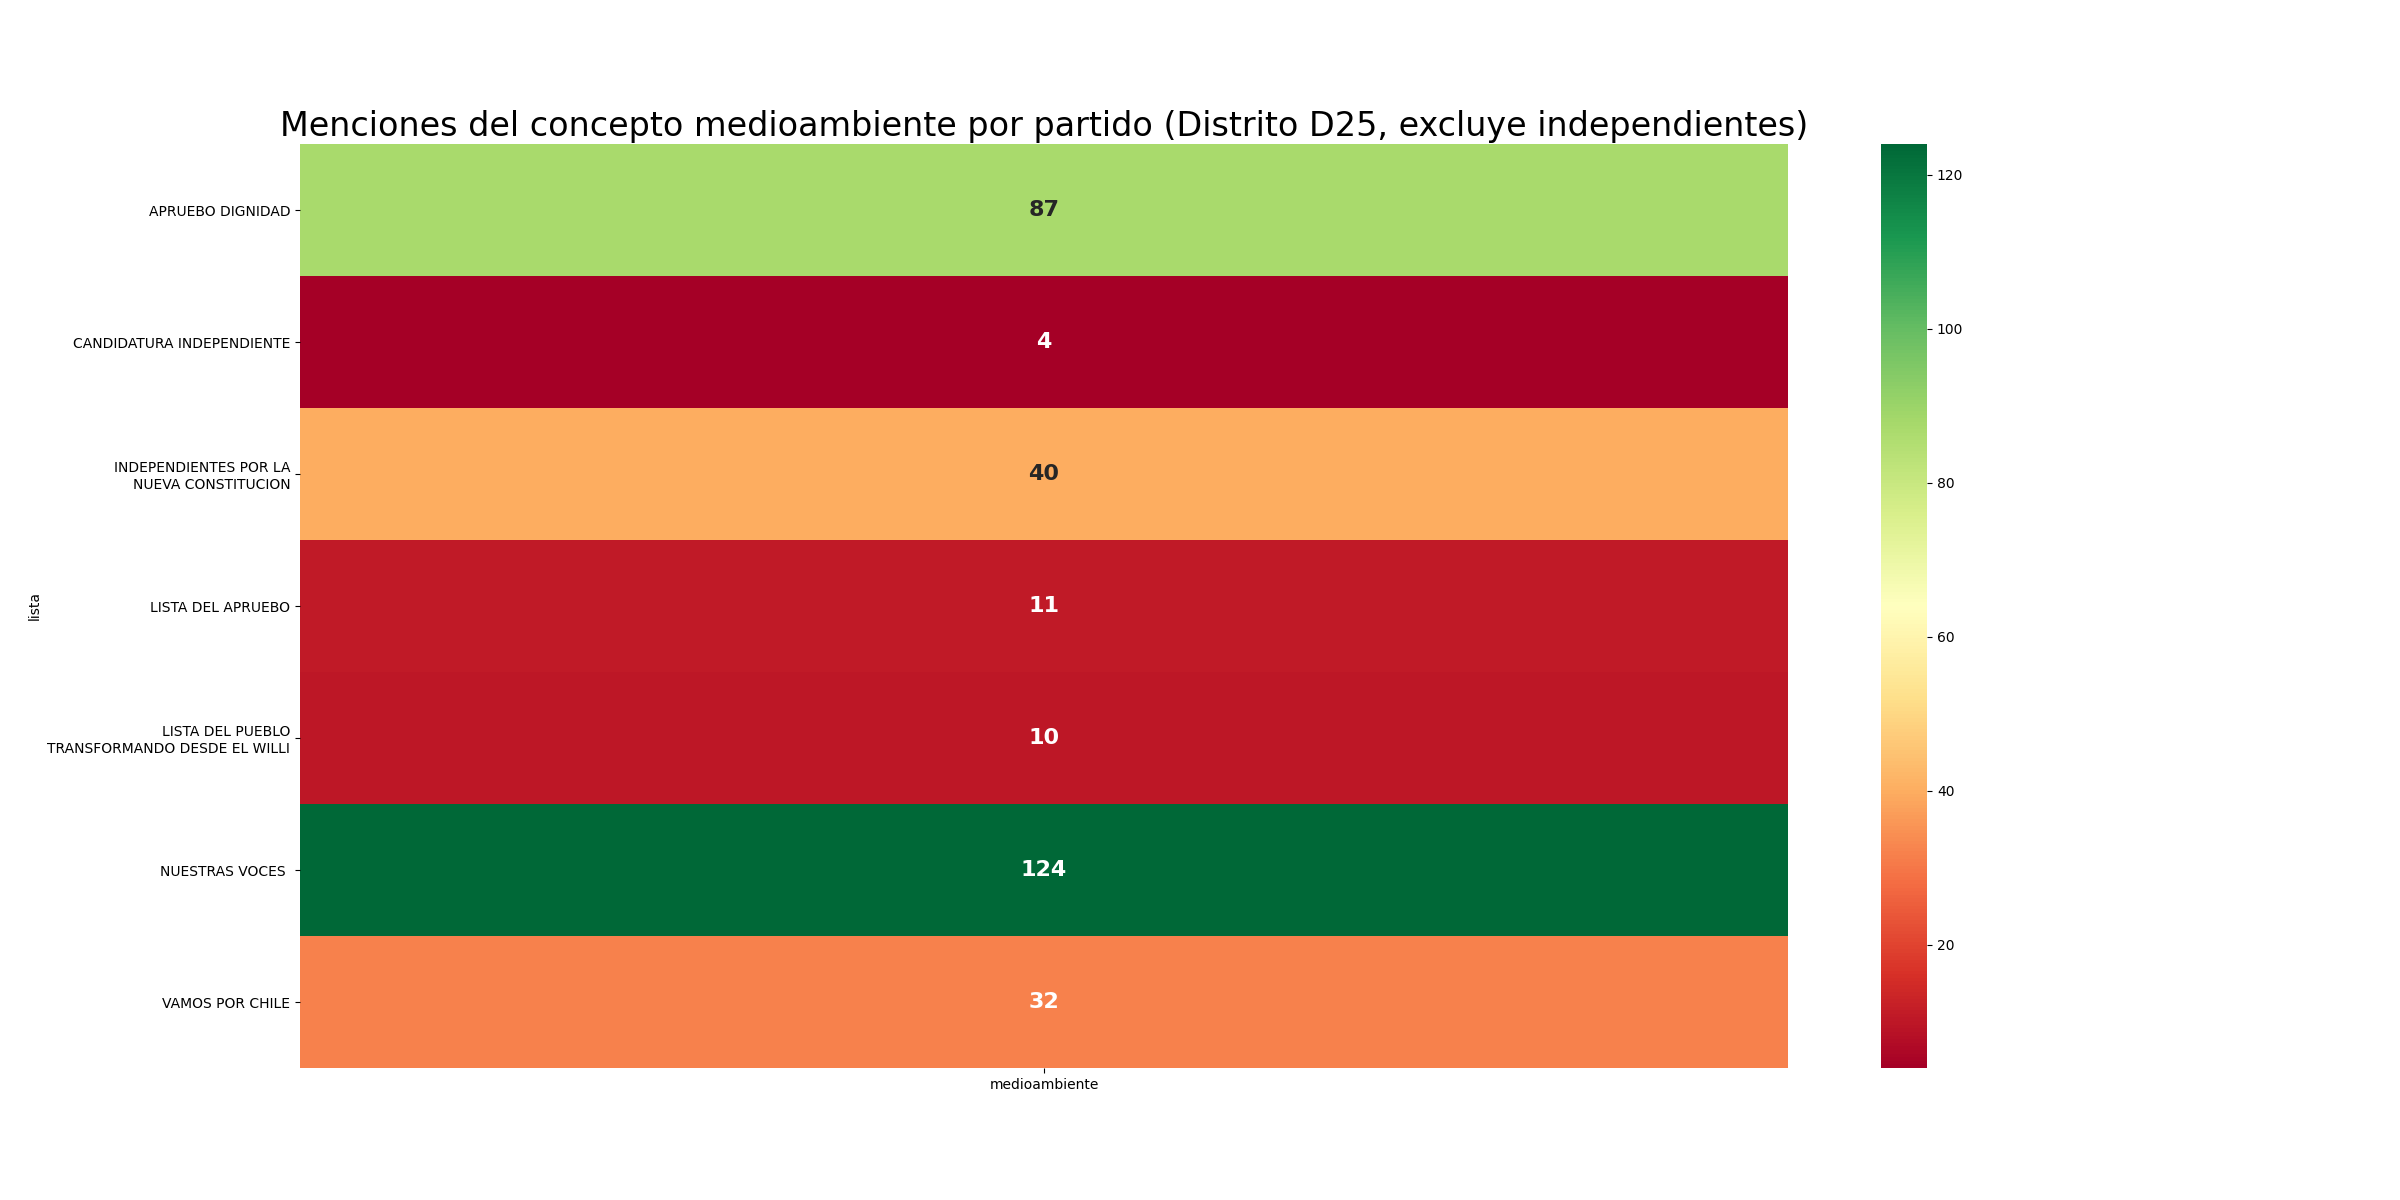 Menciones del concepto medioambiente por partido (Distrito D25, excluye independientes)
lista
APRUEBO DIGNIDAD
87
CANDIDATURA INDEPENDIENTE
4
INDEPENDIENTES POR LA
NUEVA CONSTITUCION
40
LISTA DEL APRUEBO
11
LISTA DEL PUEBLO
TRANSFORMANDO DESDE EL WILLI
10
NUESTRAS VOCES
124
VAMOS POR CHILE
32
medioambiente
120
100
80
60
40
20